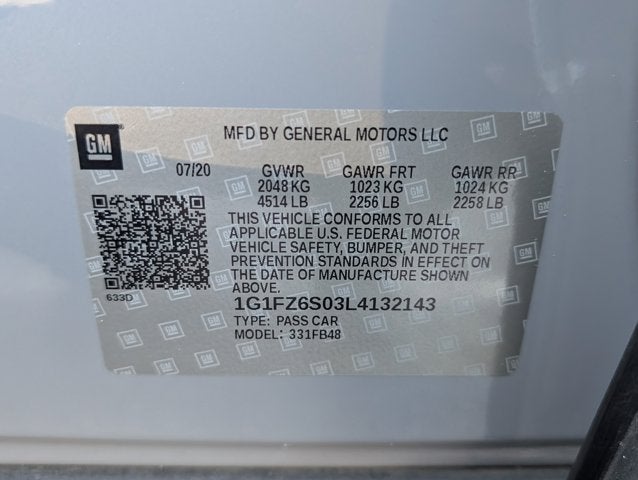 GM
MFD BY GENERAL MOTORS LLC
07/20 GVWR GAWR FRT GAWR RR
2048 KG 1023 KG 1024 KG
4514 LB 2256 LB 2258 LB
THIS VEHICLE CONFORMS TO ALL
APPLICABLE U.S. FEDERAL MOTOR
VEHICLE SAFETY, BUMPER, AND THEFT
PREVENTION STANDARDS IN EFFECT ON
THE DATE OF MANUFACTURE SHOWN
ABOVE.
633D
1G1FZ6S03L4132143
TYPE: PASS CAR
MODEL: 331FB48